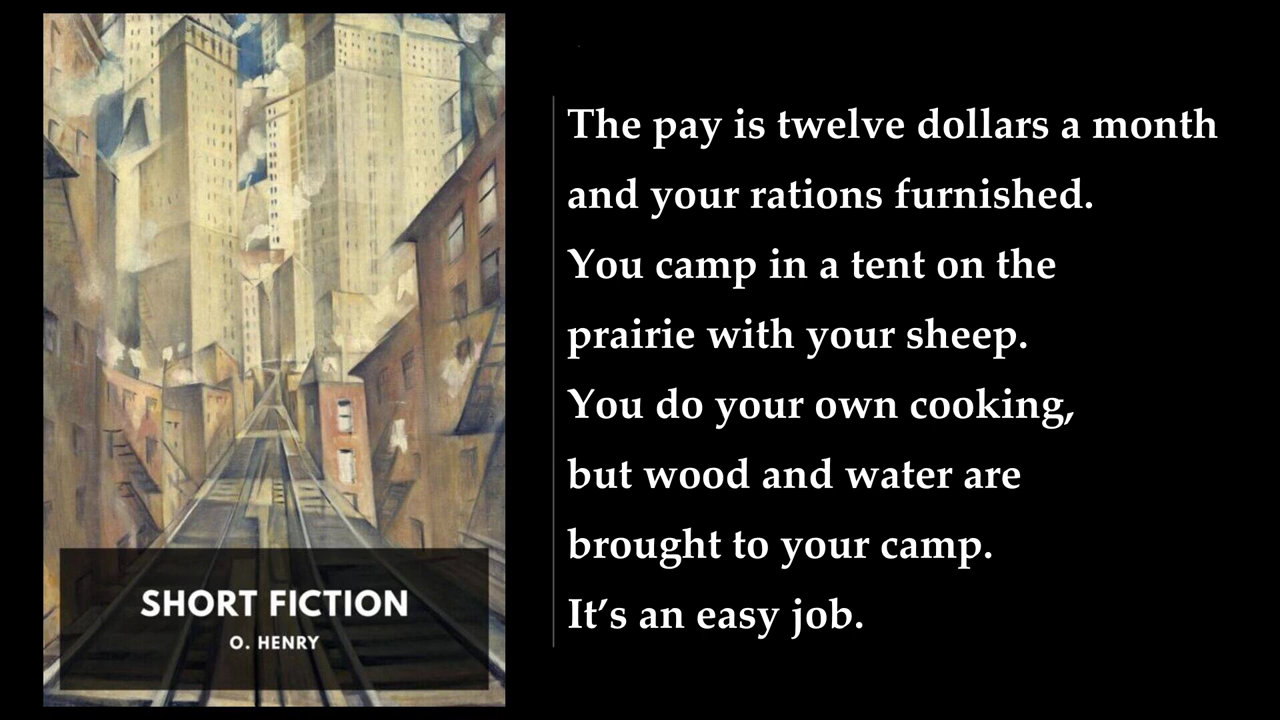 SHORT FICTION
O. HENRY
The pay is twelve dollars a month
and your rations furnished.
You camp in a tent on the
prairie with your sheep.
You do your own cooking,
but wood and water are
brought to your camp.
It’s an easy job.